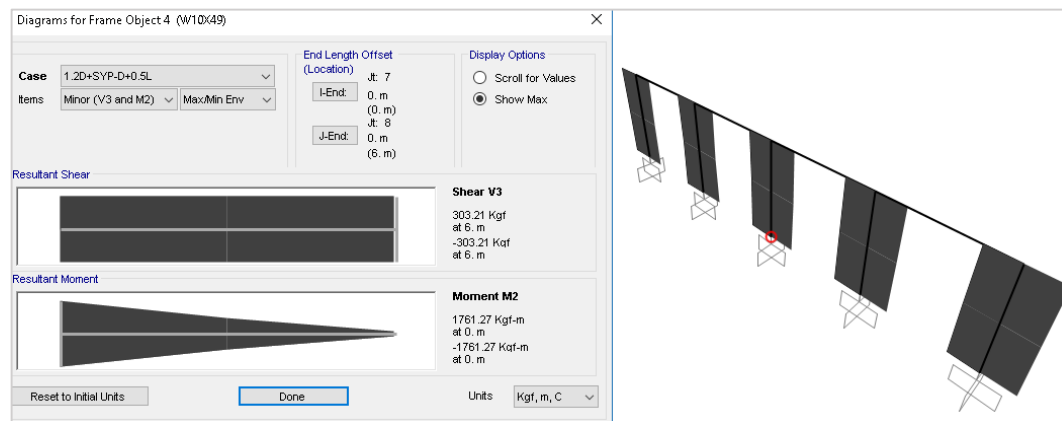 Diagrams for Frame Object 4 (W10X49)
End Length Offset
(Location)
Display Options
Case
1.2D+SYP-D+0.5L
Items
Minor (V3 and M2)
Max/Min Env
I-End:
Jt: 7
0. m
(0. m)
J-End:
Jt: 8
0. m
(6. m)
Scroll for Values
Show Max
Resultant Shear
Shear V3
303.21 Kgf
at 6. m
-303.21 Kgf
at 6. m
Resultant Moment
Moment M2
1761.27 Kgf-m
at 0. m
-1761.27 Kgf-m
at 0. m
Reset to Initial Units
Done
Units
Kgf, m, C